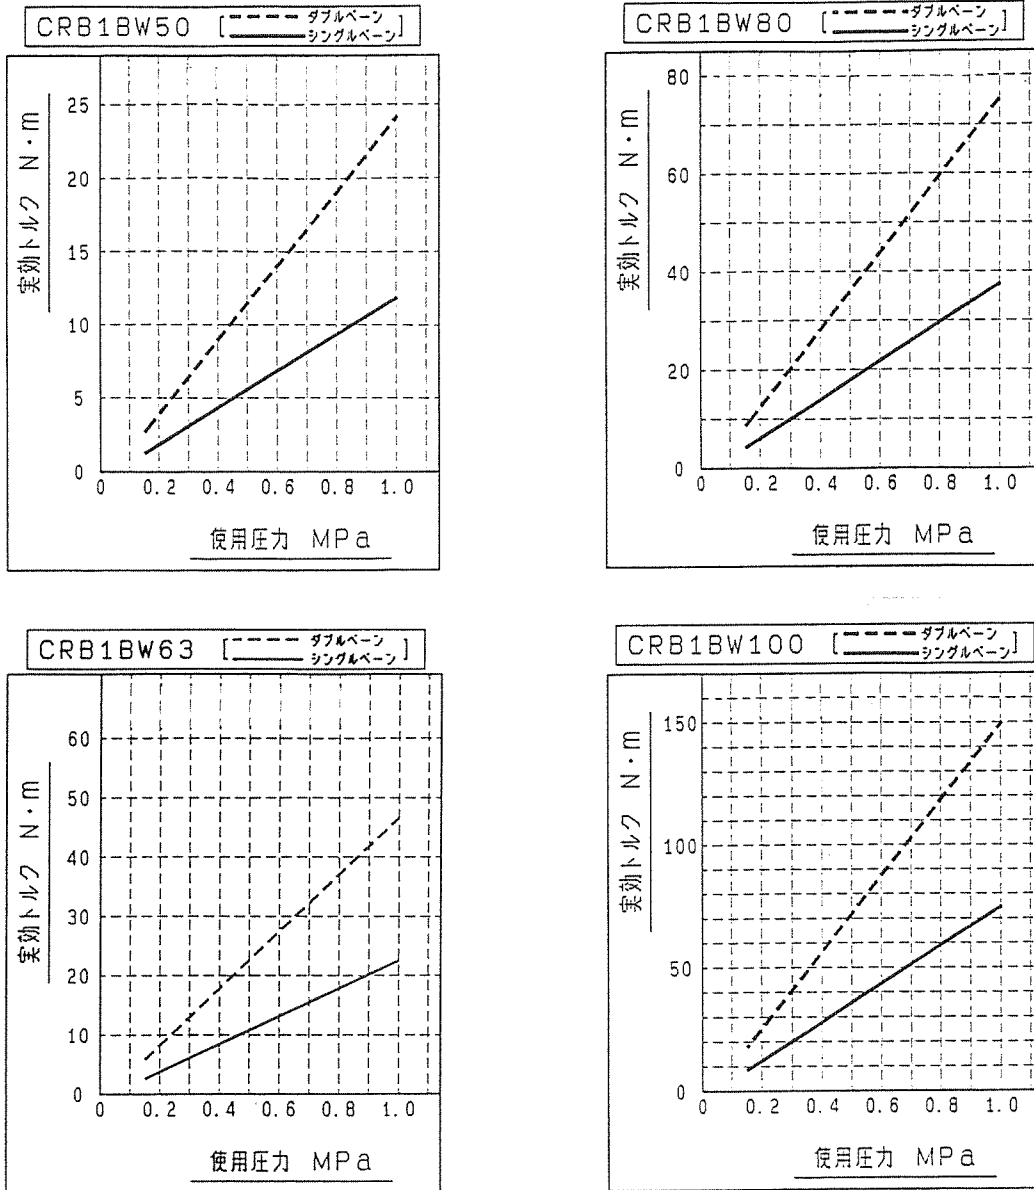 CRB1BW50 [ダブルベーン シングルベーン]
実効トルク N・m
25
20
15
10
5
0
0 0.2 0.4 0.6 0.8 1.0
使用圧力 MPa
CRB1BW80 [ダブルベーン シングルベーン]
実効トルク N・m
80
60
40
20
0
0 0.2 0.4 0.6 0.8 1.0
使用圧力 MPa
CRB1BW63 [ダブルベーン シングルベーン]
実効トルク N・m
60
50
40
30
20
10
0
0 0.2 0.4 0.6 0.8 1.0
使用圧力 MPa
CRB1BW100 [ダブルベーン シングルベーン]
実効トルク N・m
150
100
50
0
0 0.2 0.4 0.6 0.8 1.0
使用圧力 MPa